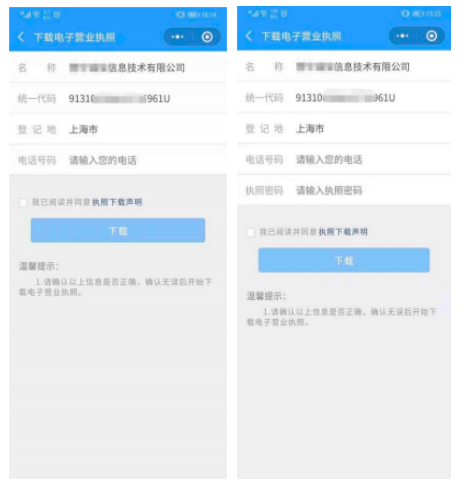 下载电子营业执照
名 称 信息技术有限公司
统一代码 91310 961U
登 记 地 上海市
电话号码 请输入您的电话
我已阅读并同意执照下载声明
下载
温馨提示:
1.请确认以上信息是否正确，确认无误后开始下
载电子营业执照。
15:25
下载电子营业执照
名 称 信息技术有限公司
统一代码 91310 961U
登 记 地 上海市
电话号码 请输入您的电话
执照密码 请输入执照密码
我已阅读并同意执照下载声明
下载
温馨提示:
1.请确认以上信息是否正确，确认无误后开始下
载电子营业执照。